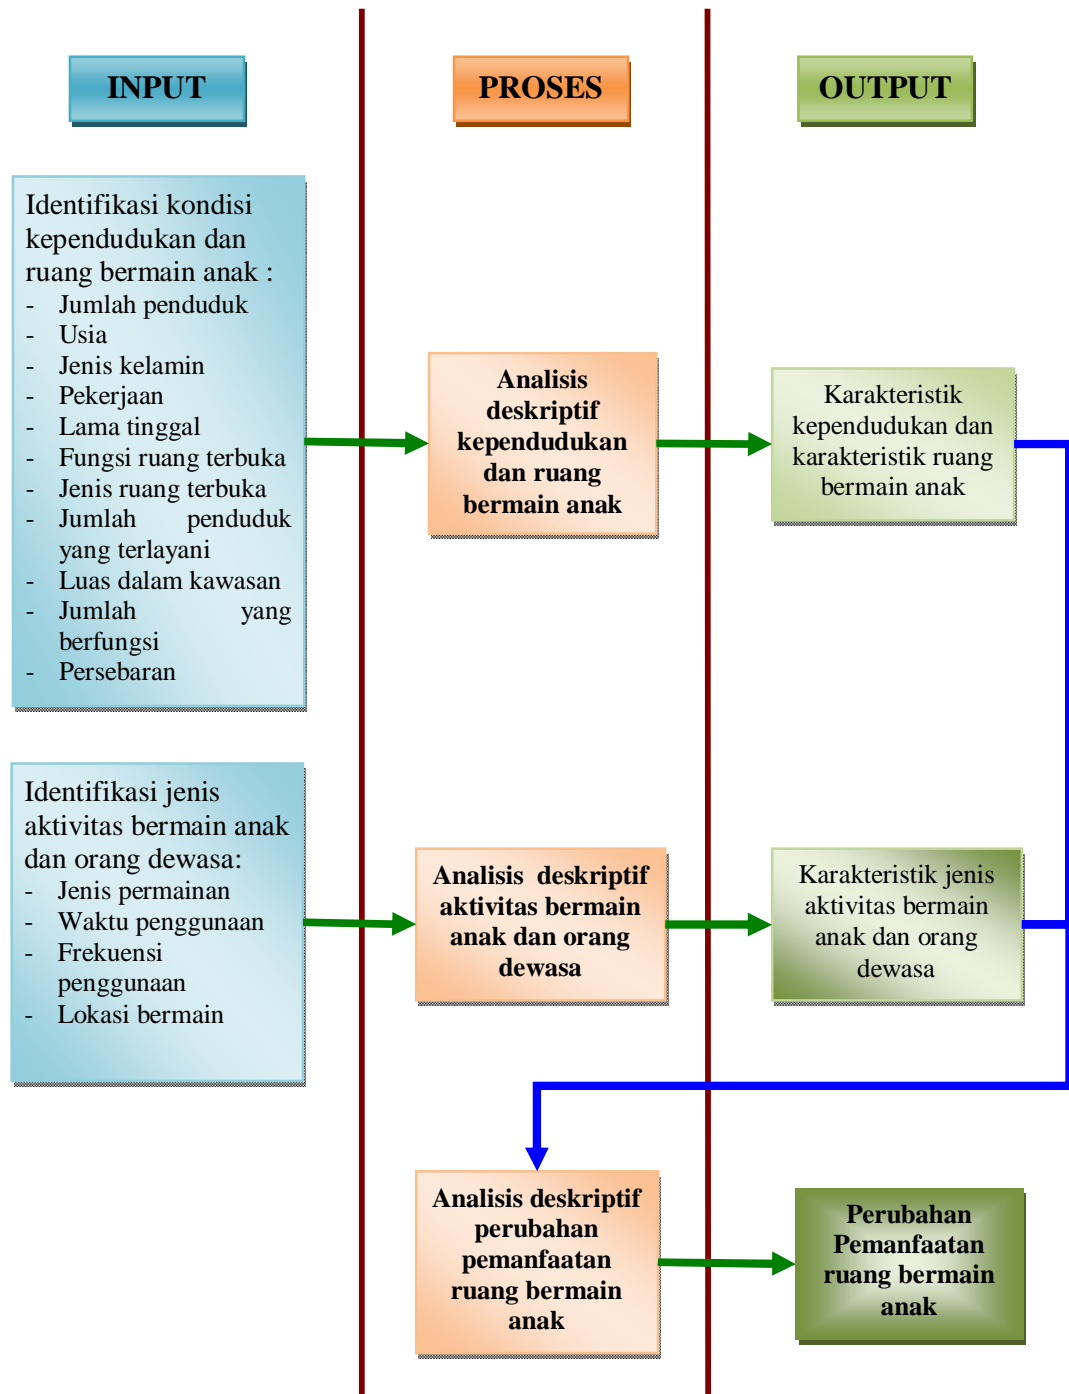 INPUT
PROSES
OUTPUT
Identifikasi kondisi
kependudukan dan
ruang bermain anak :
- Jumlah penduduk
- Usia
- Jenis kelamin
- Pekerjaan
- Lama tinggal
- Fungsi ruang terbuka
- Jenis ruang terbuka
- Jumlah penduduk
yang terlayani
- Luas dalam kawasan
- Jumlah yang
berfungsi
- Persebaran
Analisis
deskriptif
kependudukan
dan ruang
bermain anak
Karakteristik
kependudukan dan
karakteristik ruang
bermain anak
Identifikasi jenis
aktivitas bermain anak
dan orang dewasa:
- Jenis permainan
- Waktu penggunaan
- Frekuensi
penggunaan
- Lokasi bermain
Analisis deskriptif
aktivitas bermain
anak dan orang
dewasa
Karakteristik jenis
aktivitas bermain
anak dan orang
dewasa
Analisis deskriptif
perubahan
pemanfaatan
ruang bermain
anak
Perubahan
Pemanfaatan
ruang bermain
anak